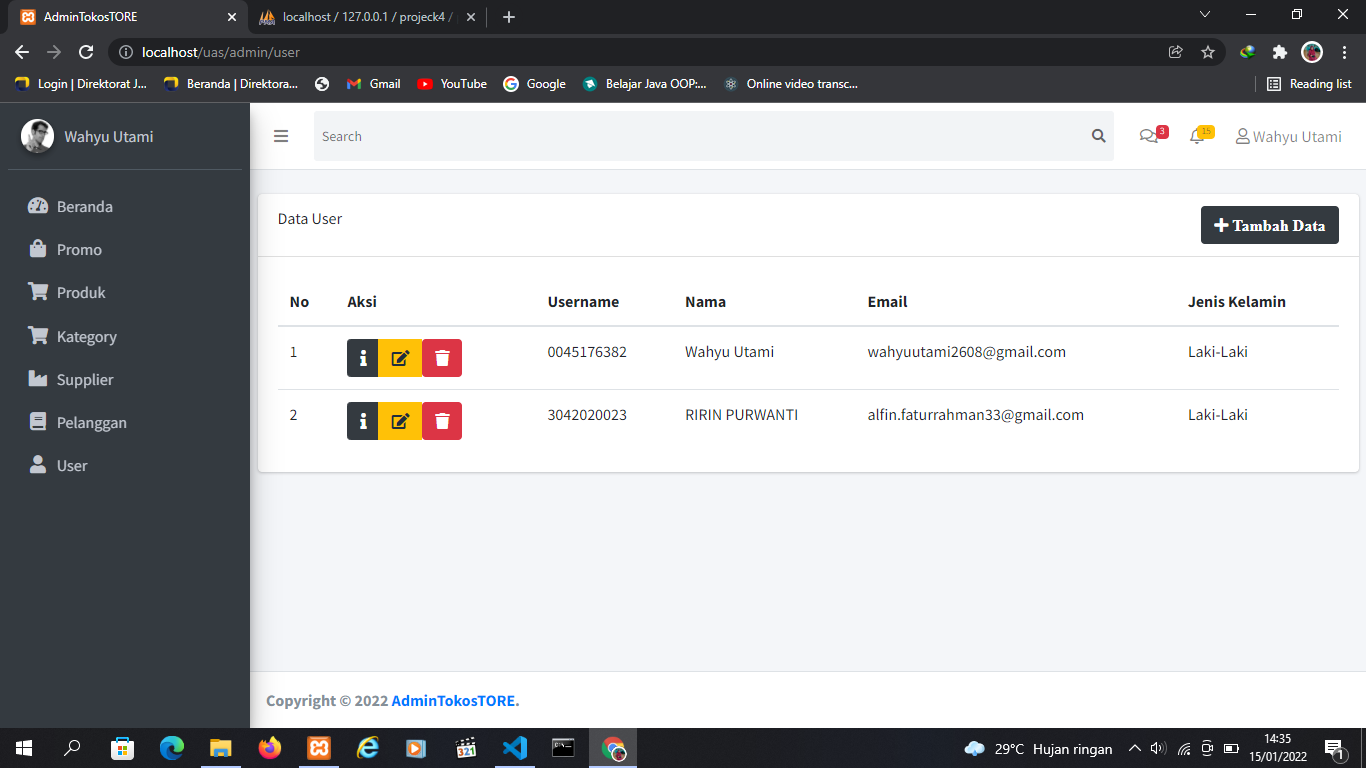 AdminTokosTORE
localhost / 127.0.0.1 / projeck4 /
localhost/uas/admin/user
Login | Direktorat J...
Beranda | Direktora...
Gmail
YouTube
Google
Belajar Java OOP:...
Online video transc...
Reading list
Wahyu Utami
Search
3
15
Wahyu Utami
Beranda
Promo
Produk
Kategory
Supplier
Pelanggan
User
Data User
Tambah Data
No Aksi Username Nama Email Jenis Kelamin
1 0045176382 Wahyu Utami wahyuutami2608@gmail.com Laki-Laki
2 3042020023 RIRIN PURWANTI alfin.faturrahman33@gmail.com Laki-Laki
Copyright © 2022 AdminTokosTORE.
321
29°C Hujan ringan
14:35
15/01/2022
1